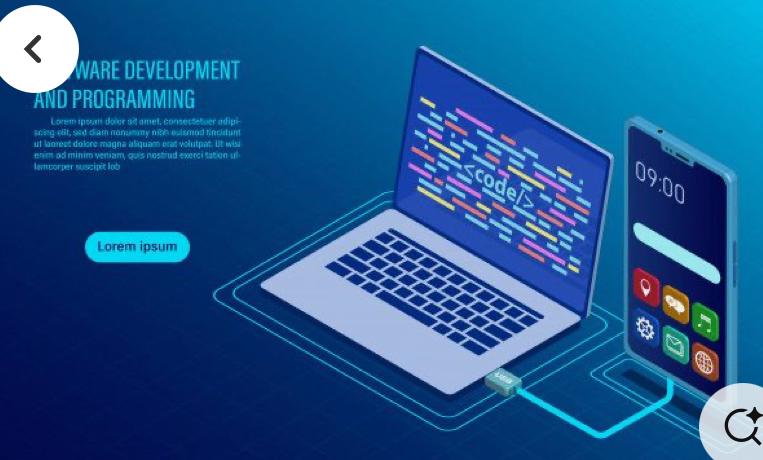 WARE DEVELOPMENT
AND PROGRAMMING
Lorem ipsum dolor sit amet, consectetuer adipi-
scing elit, sed diam nonummy nibh euismod tincidunt
ut laoreet dolore magna aliquam erat volutpat. Ut wisi
enim ad minim veniam, quis nostrud exerci tation ul-
lamcorper suscipit lob
Lorem ipsum
<code/>
09:00
USB